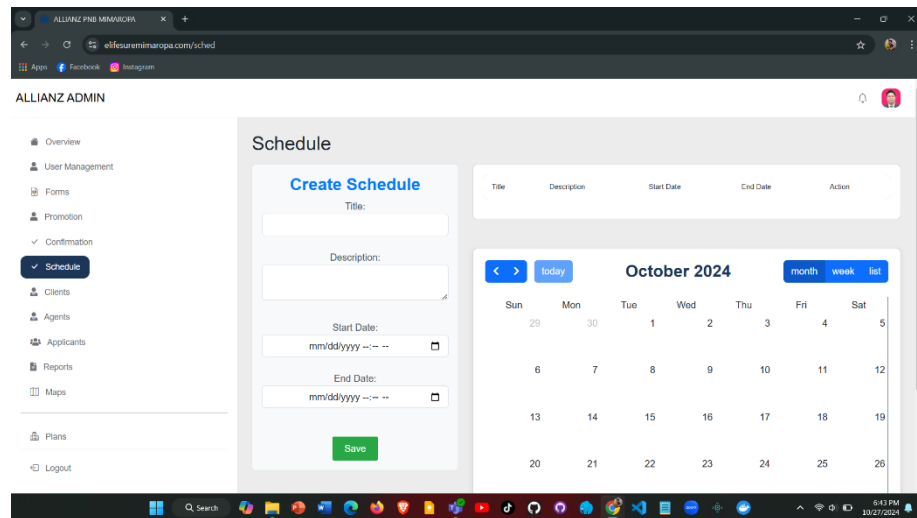 ALLIANZ PNB MIMAROPA
elifesuremimaropa.com/sched
Apps Facebook Instagram
ALLIANZ ADMIN
Overview
User Management
Forms
Promotion
Confirmation
Schedule
Clients
Agents
Applicants
Reports
Maps
Plans
Logout
Schedule
Create Schedule
Title:
Description:
Start Date:
mm/dd/yyyy --:-- --
End Date:
mm/dd/yyyy --:-- --
Save
Title Description Start Date End Date Action
today October 2024 month week list
Sun Mon Tue Wed Thu Fri Sat
29 30 1 2 3 4 5
6 7 8 9 10 11 12
13 14 15 16 17 18 19
20 21 22 23 24 25 26
Search
6:43 PM
10/27/2024